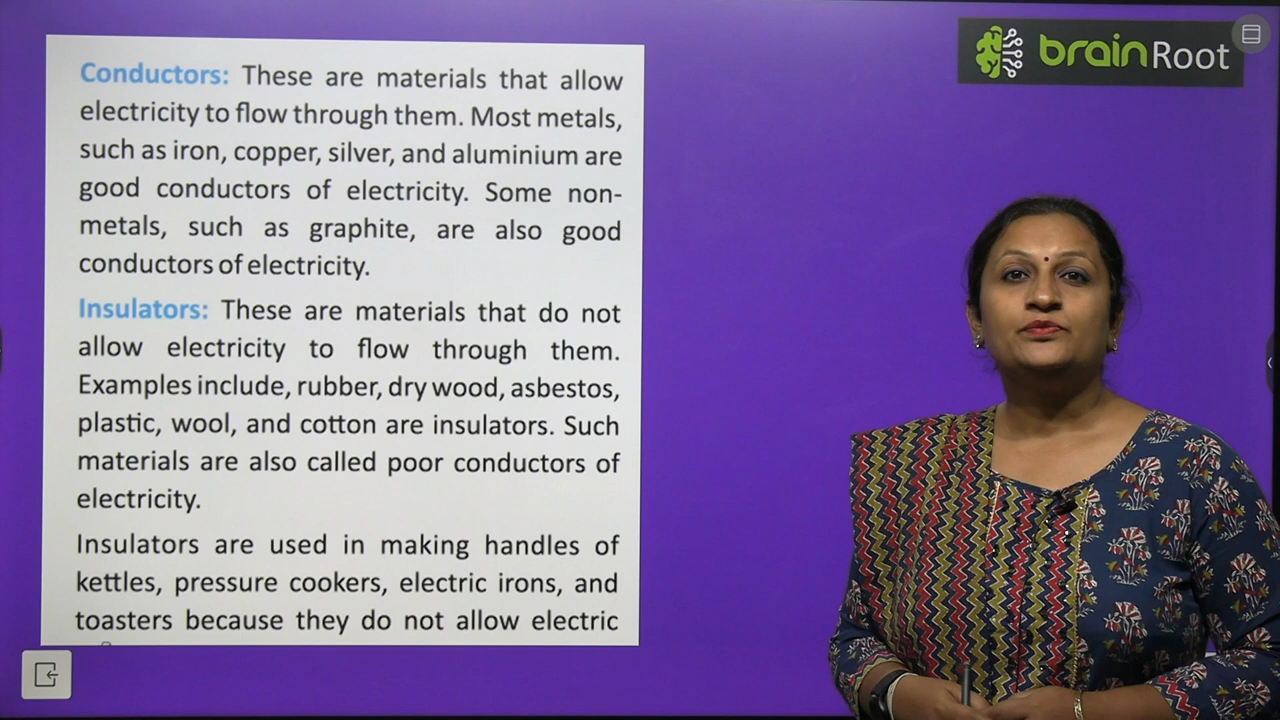 brainRoot
Conductors: These are materials that allow
electricity to flow through them. Most metals,
such as iron, copper, silver, and aluminium are
good conductors of electricity. Some non-
metals, such as graphite, are also good
conductors of electricity.
Insulators: These are materials that do not
allow electricity to flow through them.
Examples include, rubber, dry wood, asbestos,
plastic, wool, and cotton are insulators. Such
materials are also called poor conductors of
electricity.
Insulators are used in making handles of
kettles, pressure cookers, electric irons, and
toasters because they do not allow electric